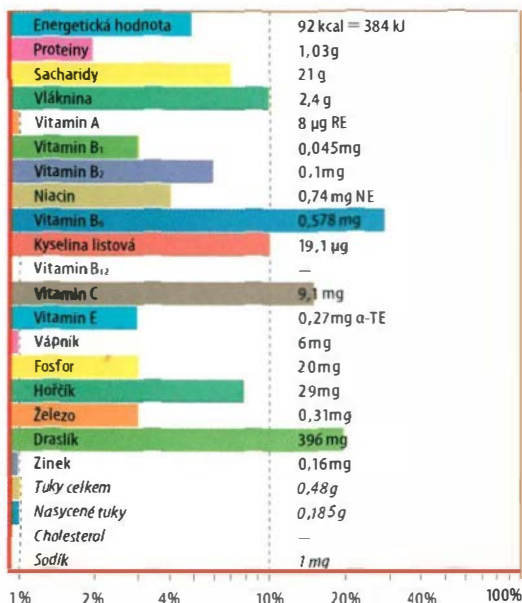 Energetická hodnota 92 kcal = 384 kJ
Proteiny 1,03g
Sacharidy 21 g
Vláknina 2,4 g
Vitamin A 8 µg RE
Vitamin B₁ 0,045mg
Vitamin B₂ 0,1mg
Niacin 0,74 mg NE
Vitamin B₆ 0,578 mg
Kyselina listová 19,1 µg
Vitamin B₁₂ —
Vitamin C 9,1 mg
Vitamin E 0,27mg α-TE
Vápník 6mg
Fosfor 20mg
Hořčík 29mg
Železo 0,31mg
Draslík 396 mg
Zinek 0,16mg
Tuky celkem 0,48g
Nasycené tuky 0,185g
Cholesterol —
Sodík 1 mg
1% 2% 4% 10% 20% 40% 100%